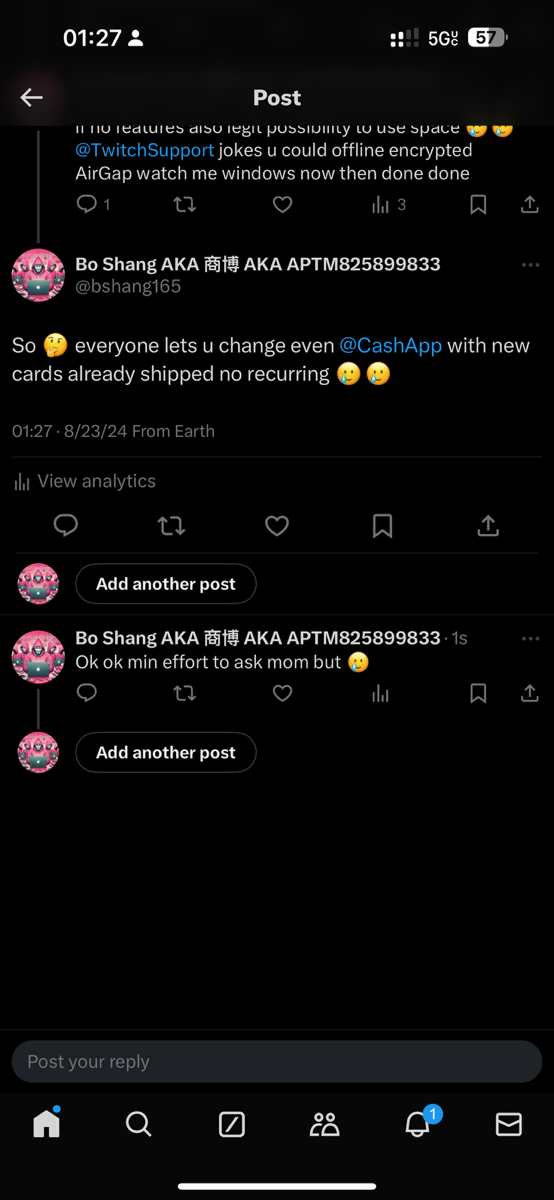 01:27
5GUC
57
Post
If no features also legit possibility to use space 🥲 🥲
@TwitchSupport jokes u could offline encrypted
AirGap watch me windows now then done done
1
3
Bo Shang AKA 商博 AKA APTM825899833
@bshang165
So 🤔 everyone lets u change even @CashApp with new
cards already shipped no recurring 🥲 🥲
01:27 · 8/23/24 From Earth
View analytics
Add another post
Bo Shang AKA 商博 AKA APTM825899833 · 1s
Ok ok min effort to ask mom but 🥲
Add another post
Post your reply
1